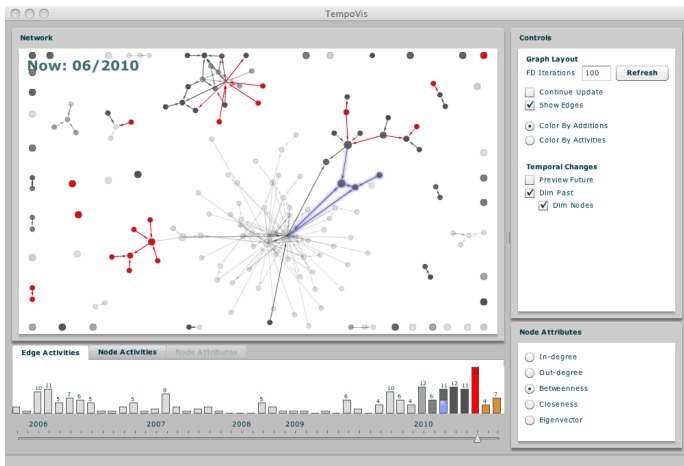 TempoVis
Network
Now: 06/2010
Controls
Graph Layout
FD Iterations 100 Refresh
Continue Update
Show Edges
Color By Additions
Color By Activities
Temporal Changes
Preview Future
Dim Past
Dim Nodes
Edge Activities Node Activities Node Attributes
10 11 5 7 6 5 5 9 5 6 4 10 4 12 6 11 12 11 4 7
2006 2007 2008 2009 2010
Node Attributes
In-degree
Out-degree
Betweenness
Closeness
Eigenvector